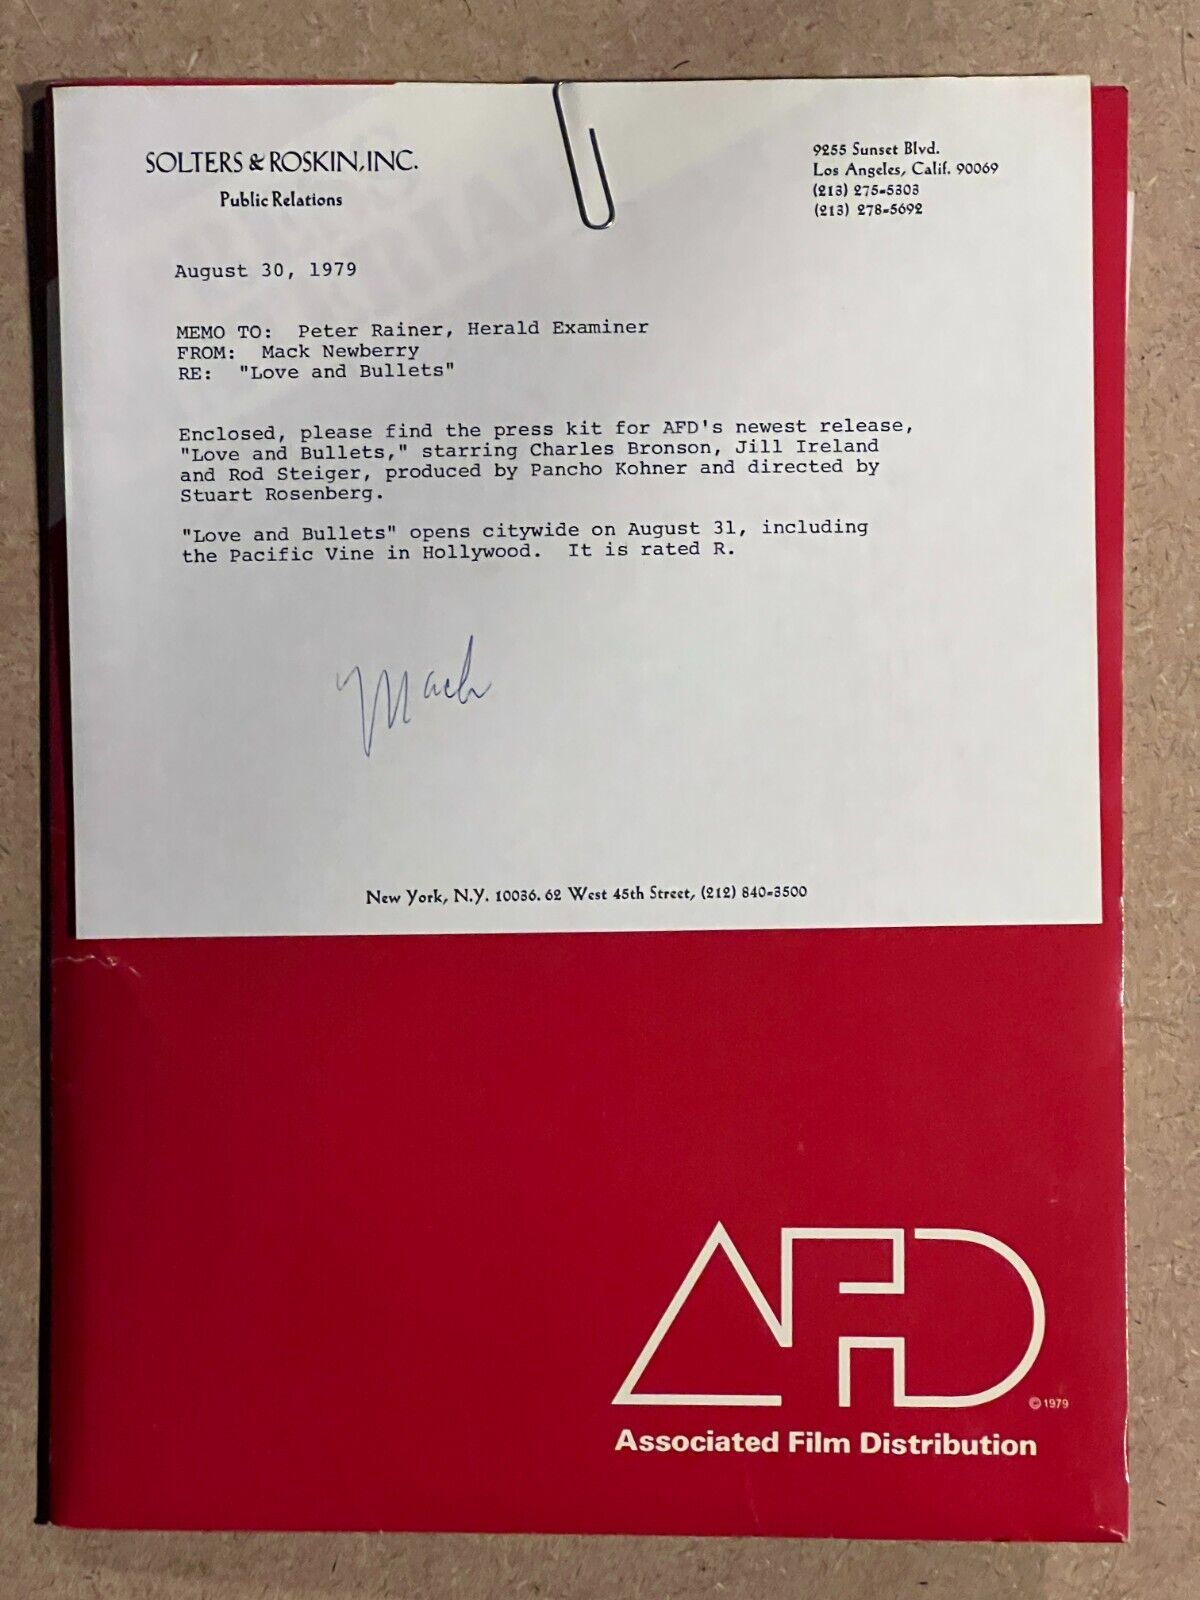 SOLTERS & ROSKIN, INC.
Public Relations
9255 Sunset Blvd.
Los Angeles, Calif. 90069
(213) 275-5303
(213) 278-5692
August 30, 1979
MEMO TO: Peter Rainer, Herald Examiner
FROM: Mack Newberry
RE: "Love and Bullets"
Enclosed, please find the press kit for AFD's newest release,
"Love and Bullets," starring Charles Bronson, Jill Ireland
and Rod Steiger, produced by Pancho Kohner and directed by
Stuart Rosenberg.
"Love and Bullets" opens citywide on August 31, including
the Pacific Vine in Hollywood. It is rated R.
Mack
New York, N.Y. 10036. 62 West 45th Street, (212) 840-3500
AFD
©1979
Associated Film Distribution